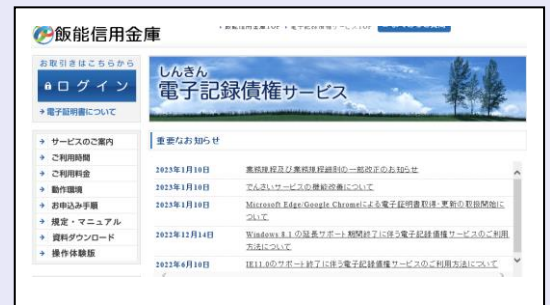 飯能信用金庫
お取引きはこちらから
ログイン
電子証明書について
しんきん
電子記録債権サービス
サービスのご案内
ご利用時間
ご利用料金
動作環境
お申込み手順
規定・マニュアル
資料ダウンロード
操作体験版
重要なお知らせ
2023年1月10日 業務規程及び業務規程細則の一部改正のお知らせ
2023年1月10日 でんさいサービスの機能改善について
2023年1月10日 Microsoft Edge/Google Chromeによる電子証明書取得・更新の取扱開始に
ついて
2022年12月14日 Windows 8.1 の延長サポート期間終了に伴う電子記録債権サービスのご利用
方法について
2022年6月10日 IE11.0のサポート終了に伴う電子記録債権サービスのご利用方法について